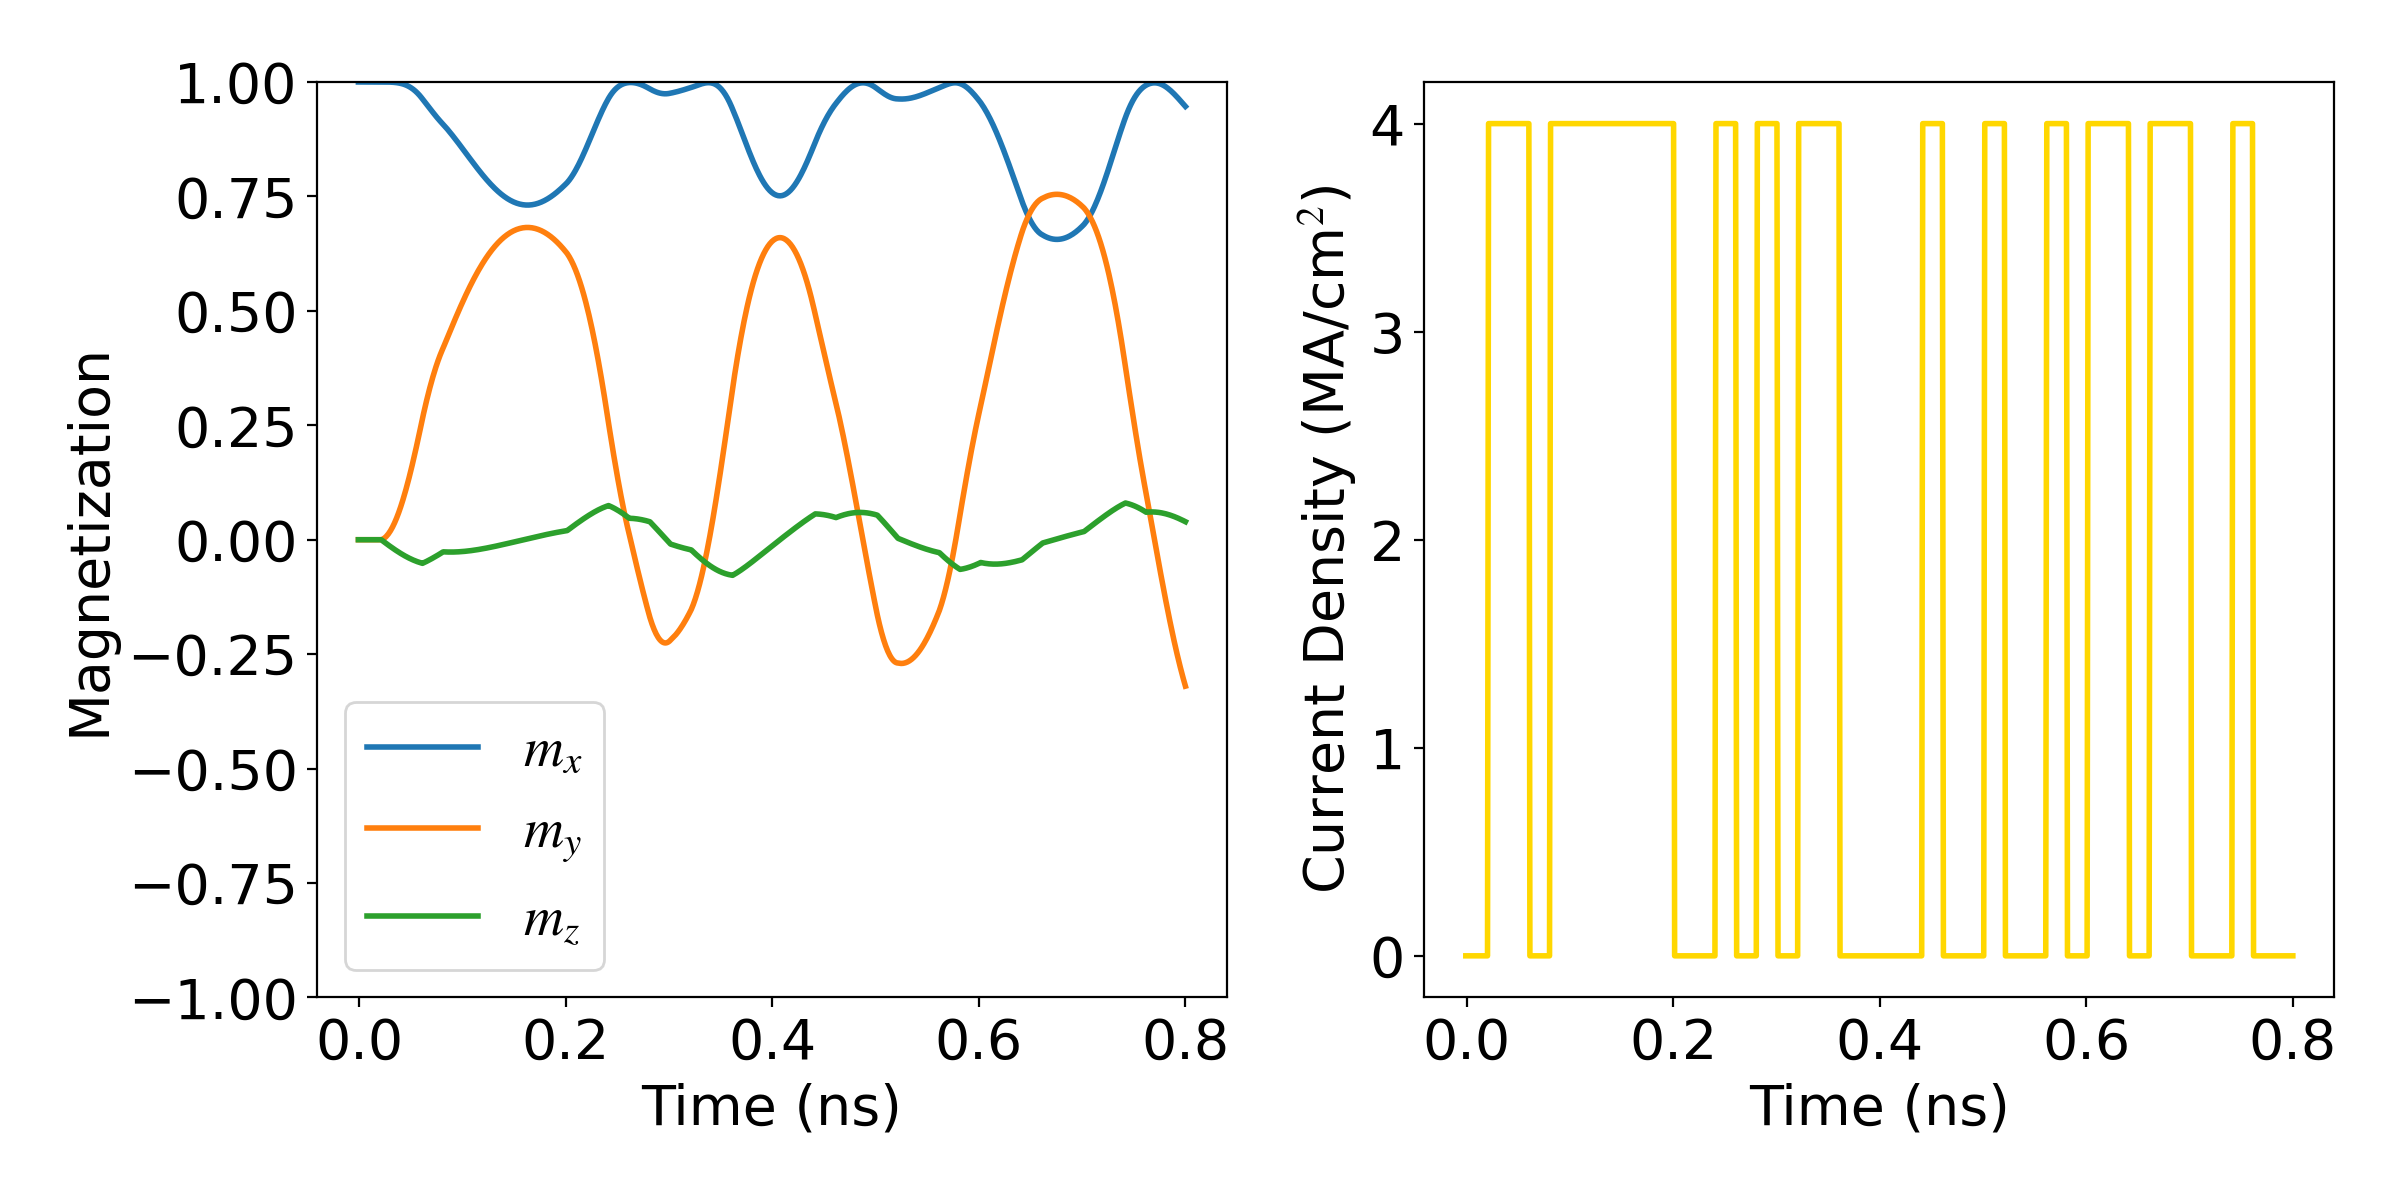 Magnetization
1.00
0.75
0.50
0.25
0.00
−0.25
−0.50
−0.75
−1.00
m_x
m_y
m_z
0.0 0.2 0.4 0.6 0.8
Time (ns)
Current Density (MA/cm²)
4
3
2
1
0
0.0 0.2 0.4 0.6 0.8
Time (ns)